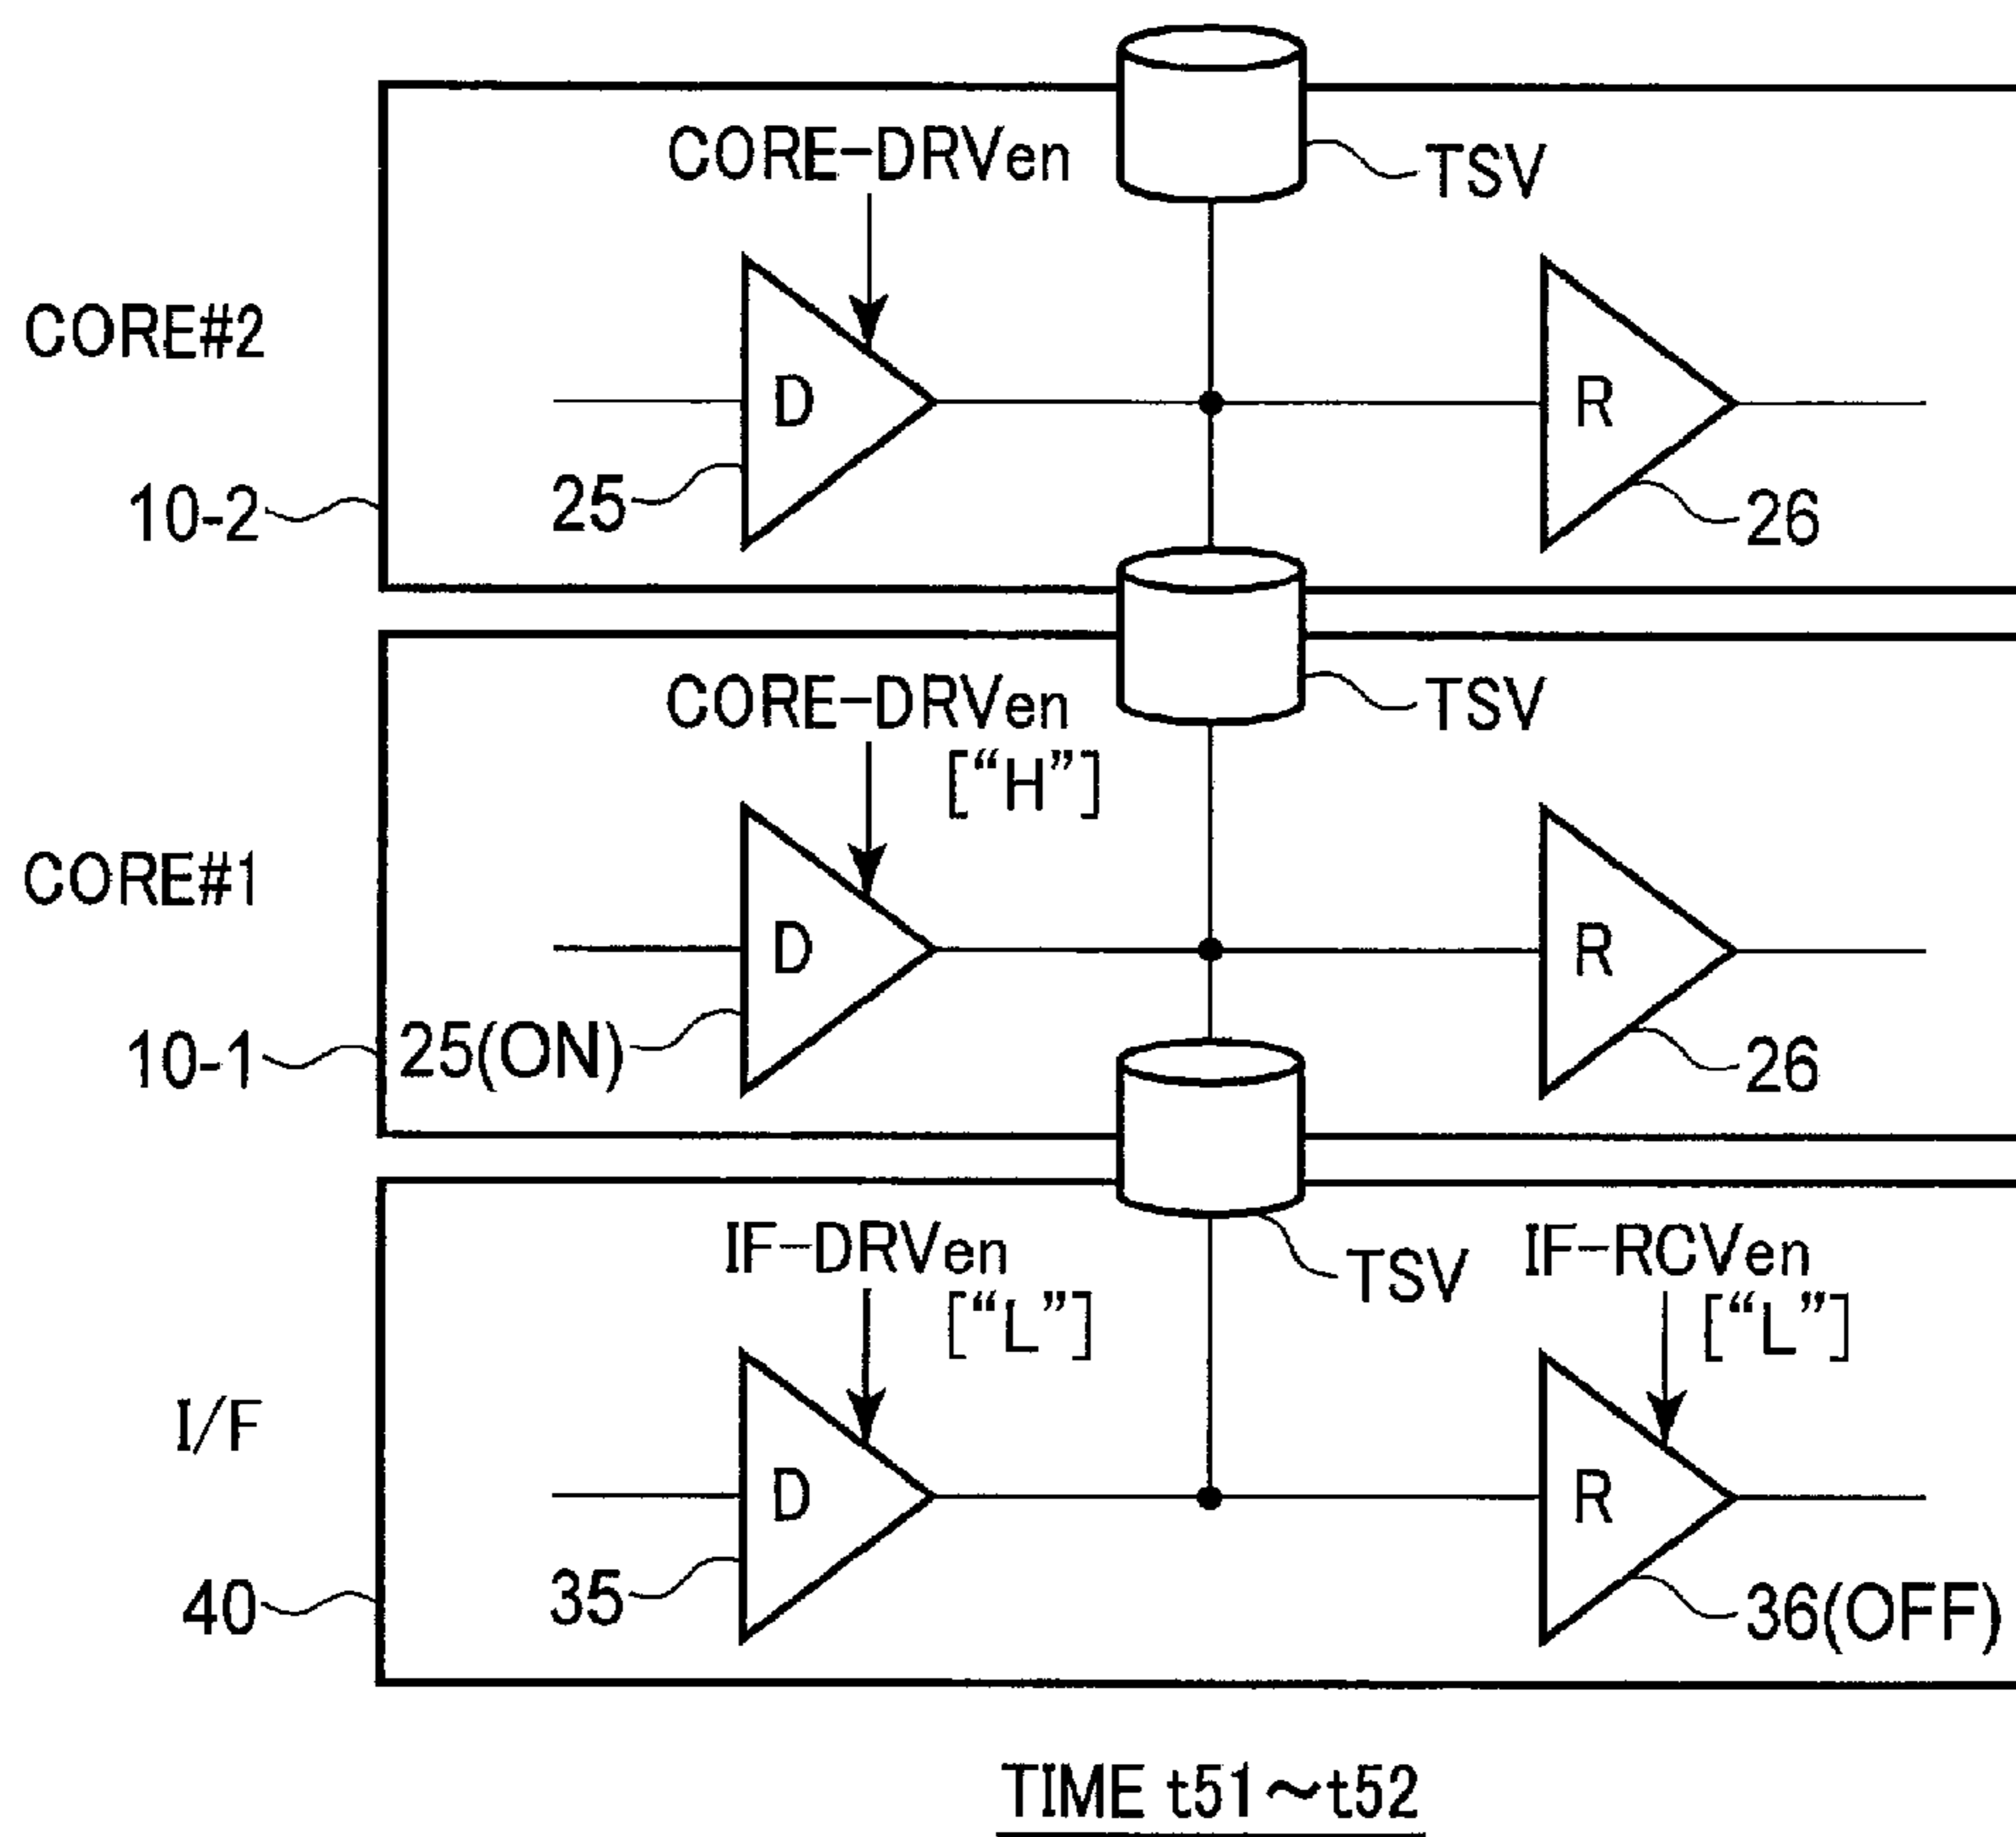 CORE-DRVen
TSV
CORE#2
D
R
10-2
25
26
CORE-DRVen
["H"]
TSV
CORE#1
D
R
10-1
25(ON)
26
IF-DRVen
["L"]
TSV
IF-RCVen
["L"]
I/F
D
R
40
35
36(OFF)
TIME t51～t52